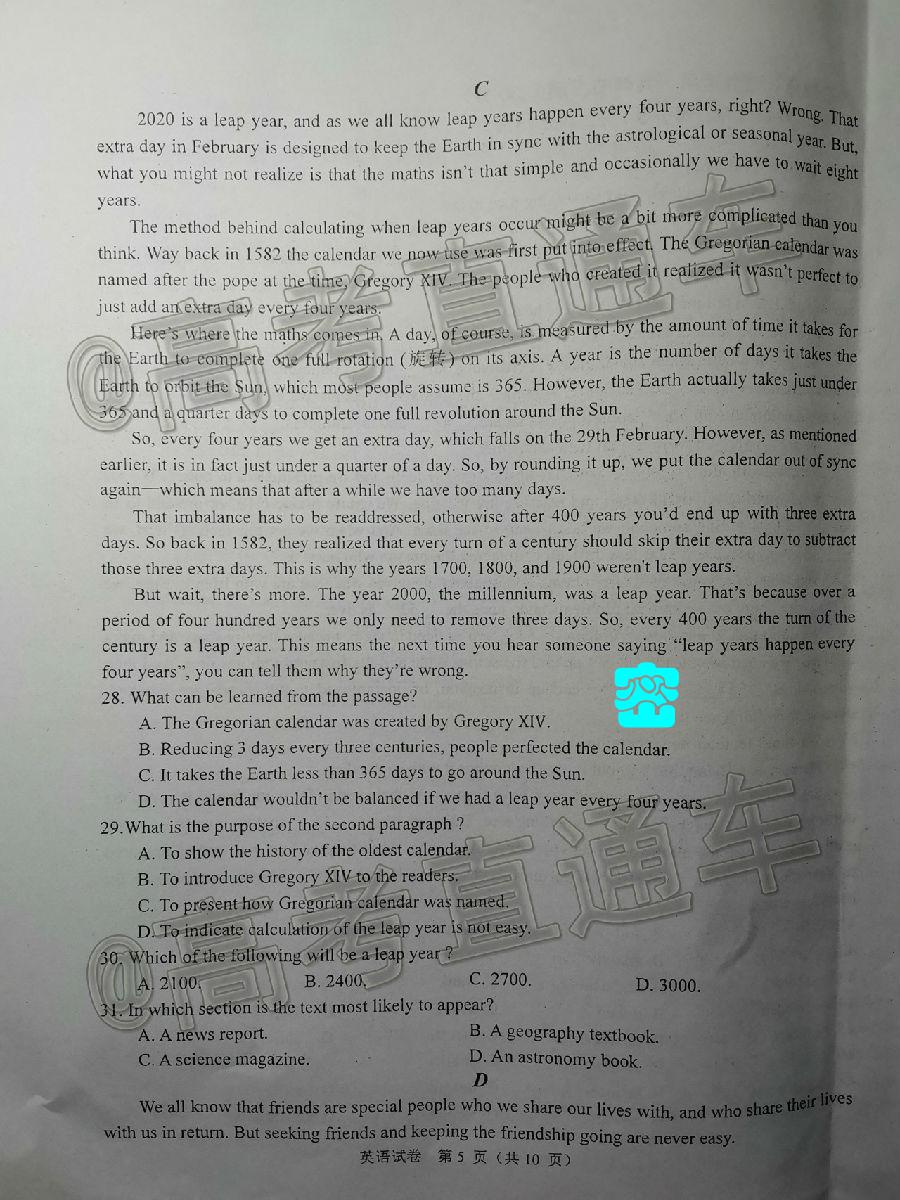 C
2020 is a leap year, and as we all know leap years happen every four years, right? Wrong. That
extra day in February is designed to keep the Earth in sync with the astrological or seasonal year. But,
what you might not realize is that the maths isn't that simple and occasionally we have to wait eight
years.
The method behind calculating when leap years occur might be a bit more complicated than you
think. Way back in 1582 the calendar we now use was first put into effect. The Gregorian calendar was
named after the pope at the time, Gregory XIV. The people who created it realized it wasn't perfect to
just add an extra day every four years.
Here's where the maths comes in. A day, of course, is measured by the amount of time it takes for
the Earth to complete one full rotation (旋转) on its axis. A year is the number of days it takes the
Earth to orbit the Sun, which most people assume is 365. However, the Earth actually takes just under
365 and a quarter days to complete one full revolution around the Sun.
So, every four years we get an extra day, which falls on the 29th February. However, as mentioned
earlier, it is in fact just under a quarter of a day. So, by rounding it up, we put the calendar out of sync
again—which means that after a while we have too many days.
That imbalance has to be readdressed, otherwise after 400 years you'd end up with three extra
days. So back in 1582, they realized that every turn of a century should skip their extra day to subtract
those three extra days. This is why the years 1700, 1800, and 1900 weren't leap years.
But wait, there's more. The year 2000, the millennium, was a leap year. That's because over a
period of four hundred years we only need to remove three days. So, every 400 years the turn of the
century is a leap year. This means the next time you hear someone saying "leap years happen every
four years", you can tell them why they're wrong.
28. What can be learned from the passage?
A. The Gregorian calendar was created by Gregory XIV.
B. Reducing 3 days every three centuries, people perfected the calendar.
C. It takes the Earth less than 365 days to go around the Sun.
D. The calendar wouldn't be balanced if we had a leap year every four years.
29.What is the purpose of the second paragraph ?
A. To show the history of the oldest calendar.
B. To introduce Gregory XIV to the readers.
C. To present how Gregorian calendar was named.
D. To indicate calculation of the leap year is not easy.
30. Which of the following will be a leap year ?
A. 2100. B. 2400. C. 2700. D. 3000.
31. In which section is the text most likely to appear?
A. A news report. B. A geography textbook.
C. A science magazine. D. An astronomy book.
D
We all know that friends are special people who we share our lives with, and who share their lives
with us in return. But seeking friends and keeping the friendship going are never easy.
英语试卷 第 5 页（共 10 页）
@高考直通车
@高考直通车